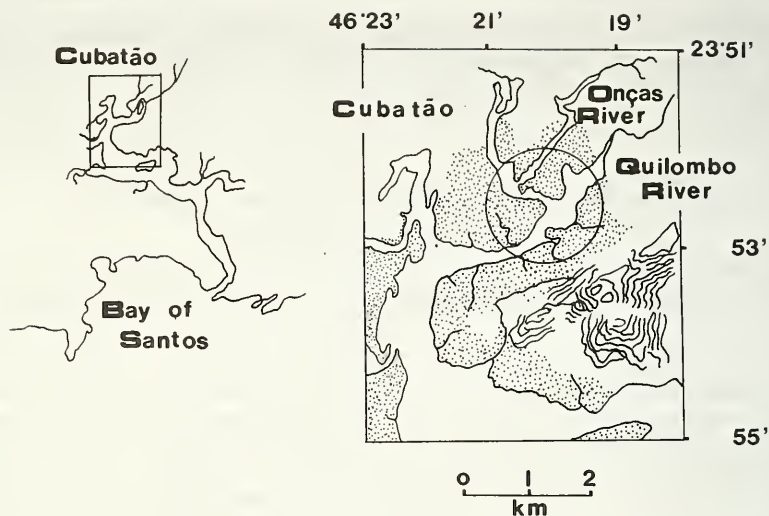 Cubatão
Bay of
Santos
46°23' 21' 19'
23°51'
Cubatão
Onças
River
Quilombo
River
53'
55'
0 1 2
km